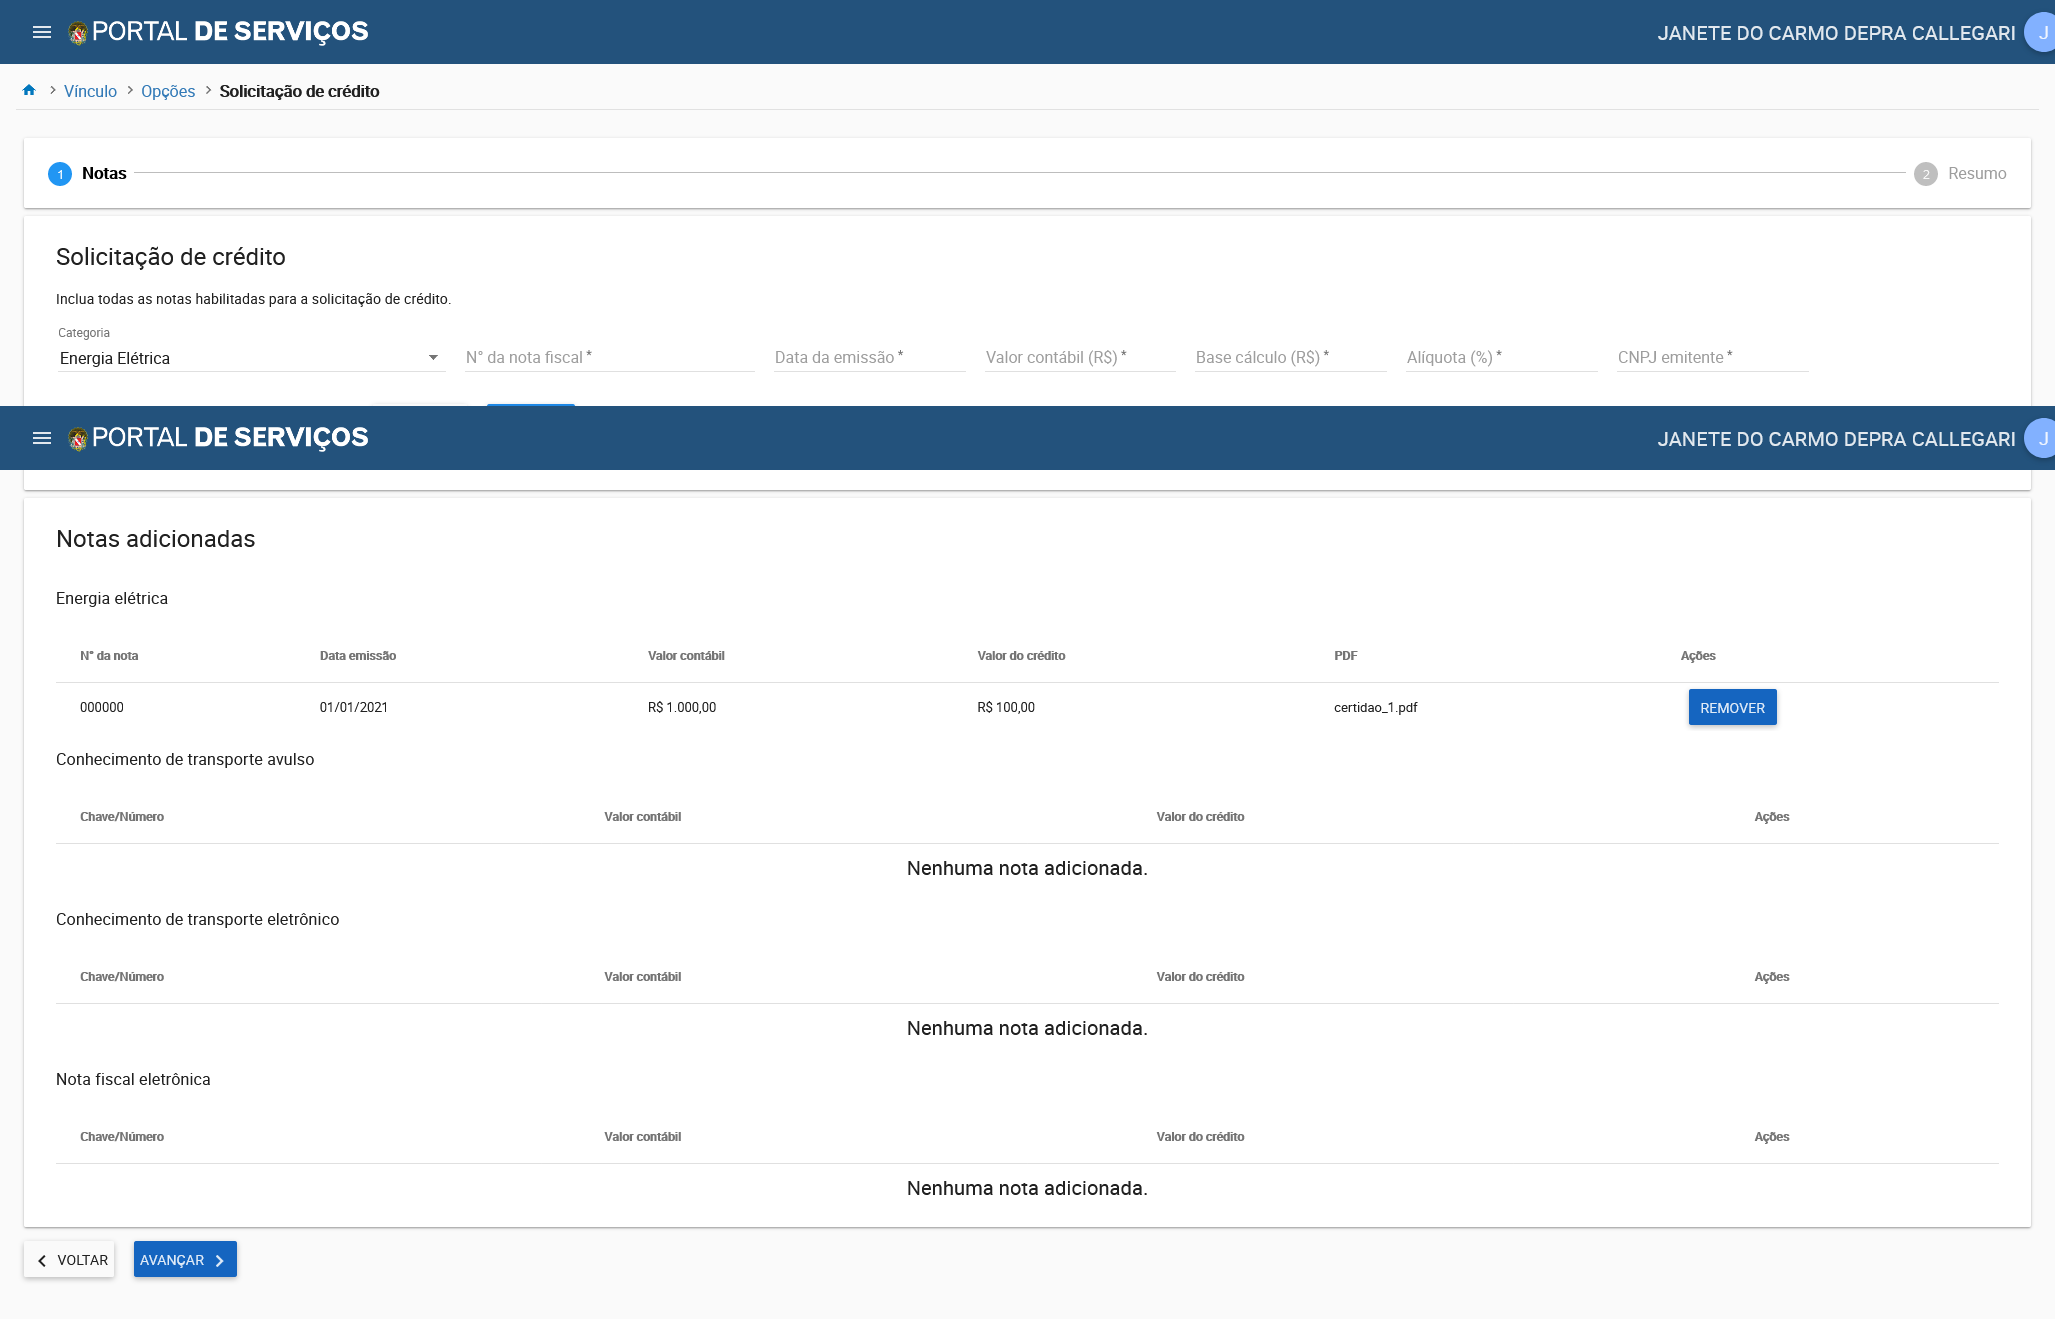 PORTAL DE SERVIÇOS
JANETE DO CARMO DEPRA CALLEGARI J
Vínculo Opções Solicitação de crédito
1 Notas 2 Resumo
Solicitação de crédito
Inclua todas as notas habilitadas para a solicitação de crédito.
Categoria
Energia Elétrica N° da nota fiscal * Data da emissão * Valor contábil (R$) * Base cálculo (R$) * Alíquota (%) * CNPJ emitente *
PORTAL DE SERVIÇOS
JANETE DO CARMO DEPRA CALLEGARI J
Notas adicionadas
Energia elétrica
N° da nota Data emissão Valor contábil Valor do crédito PDF Ações
000000 01/01/2021 R$ 1.000,00 R$ 100,00 certidao_1.pdf REMOVER
Conhecimento de transporte avulso
Chave/Número Valor contábil Valor do crédito Ações
Nenhuma nota adicionada.
Conhecimento de transporte eletrônico
Chave/Número Valor contábil Valor do crédito Ações
Nenhuma nota adicionada.
Nota fiscal eletrônica
Chave/Número Valor contábil Valor do crédito Ações
Nenhuma nota adicionada.
VOLTAR AVANÇAR